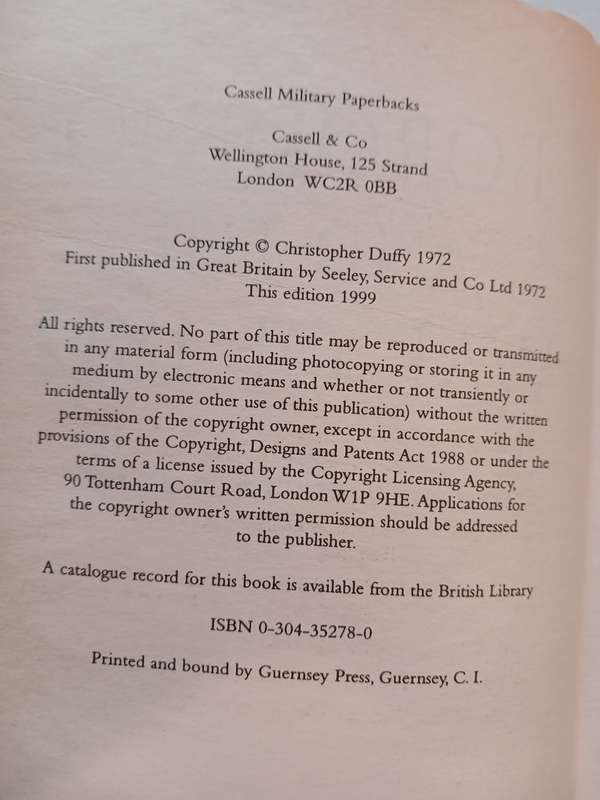 Cassell Military Paperbacks
Cassell & Co
Wellington House, 125 Strand
London WC2R 0BB
Copyright © Christopher Duffy 1972
First published in Great Britain by Seeley, Service and Co Ltd 1972
This edition 1999
All rights reserved. No part of this title may be reproduced or transmitted
in any material form (including photocopying or storing it in any
medium by electronic means and whether or not transiently or
incidentally to some other use of this publication) without the written
permission of the copyright owner, except in accordance with the
provisions of the Copyright, Designs and Patents Act 1988 or under the
terms of a license issued by the Copyright Licensing Agency,
90 Tottenham Court Road, London W1P 9HE. Applications for
the copyright owner's written permission should be addressed
to the publisher.
A catalogue record for this book is available from the British Library
ISBN 0-304-35278-0
Printed and bound by Guernsey Press, Guernsey, C. I.